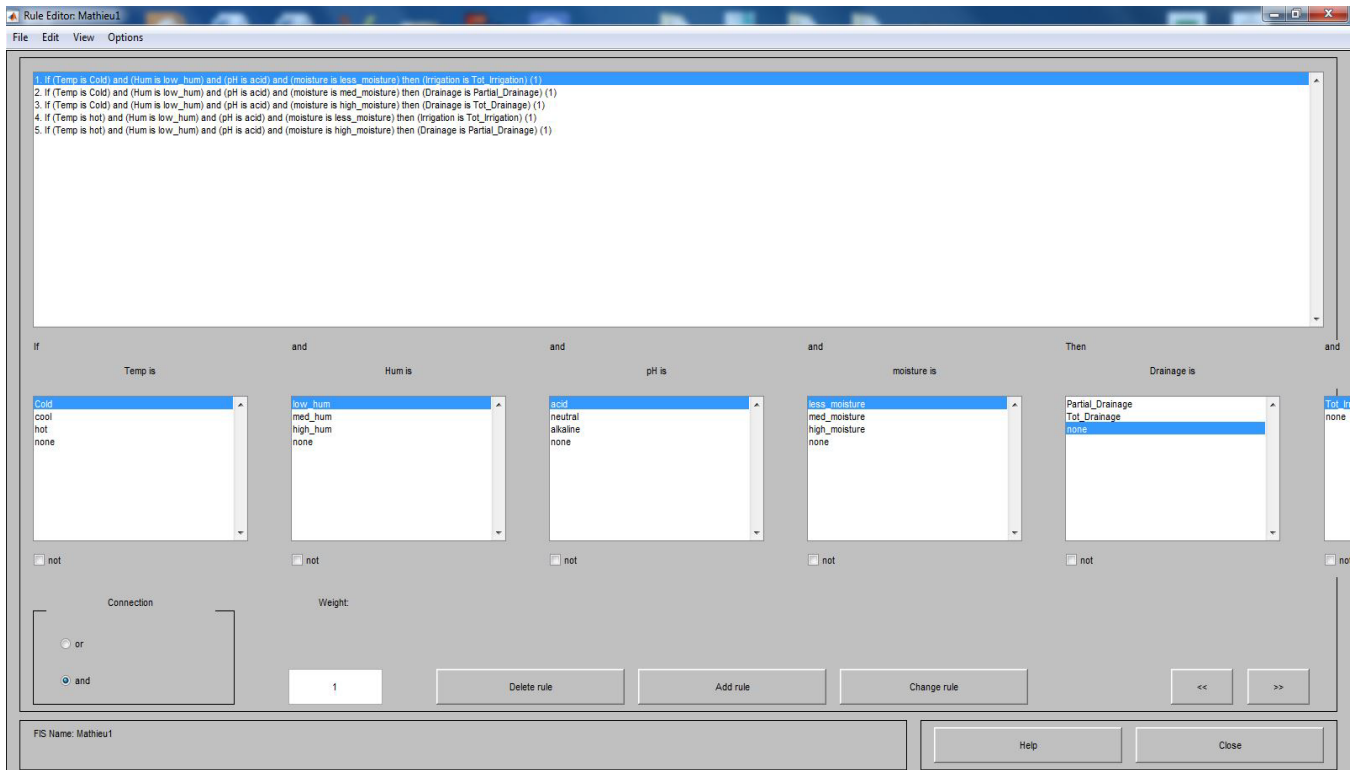 Rule Editor: Mathieu1
File Edit View Options
1. If (Temp is Cold) and (Hum is low_hum) and (pH is acid) and (moisture is less_moisture) then (Irrigation is Tot_Irrigation) (1)
2. If (Temp is Cold) and (Hum is low_hum) and (pH is acid) and (moisture is med_moisture) then (Drainage is Partial_Drainage) (1)
3. If (Temp is Cold) and (Hum is low_hum) and (pH is acid) and (moisture is high_moisture) then (Drainage is Tot_Drainage) (1)
4. If (Temp is hot) and (Hum is low_hum) and (pH is acid) and (moisture is less_moisture) then (Irrigation is Tot_Irrigation) (1)
5. If (Temp is hot) and (Hum is low_hum) and (pH is acid) and (moisture is high_moisture) then (Drainage is Partial_Drainage) (1)
If and and and Then and
Temp is Hum is pH is moisture is Drainage is
Cold low_hum acid less_moisture Partial_Drainage Tot_Irr
cool med_hum neutral med_moisture Tot_Drainage none
hot high_hum alkaline high_moisture none
none none none none
not not not not not no
Connection Weight:
or
and 1 Delete rule Add rule Change rule << >>
FIS Name: Mathieu1 Help Close